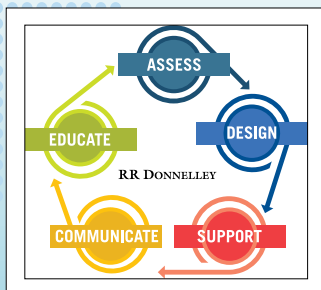 ASSESS
DESIGN
EDUCATE
RR DONNELLEY
COMMUNICATE
SUPPORT